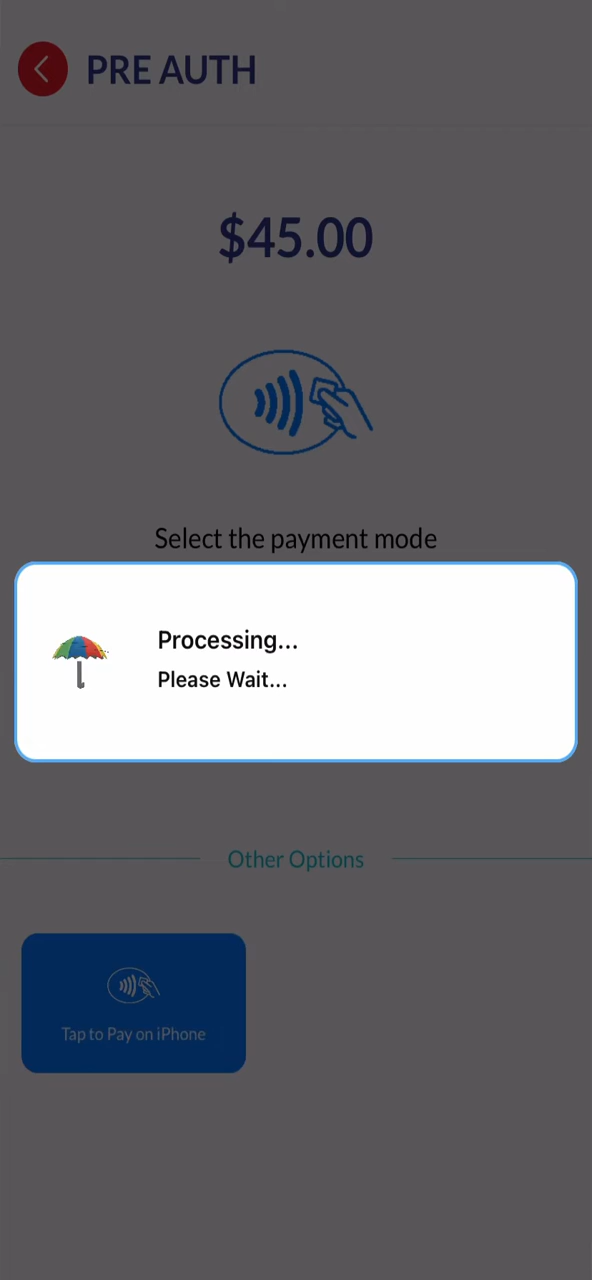 PRE AUTH
$45.00
Select the payment mode
Processing...
Please Wait...
Other Options
Tap to Pay on iPhone